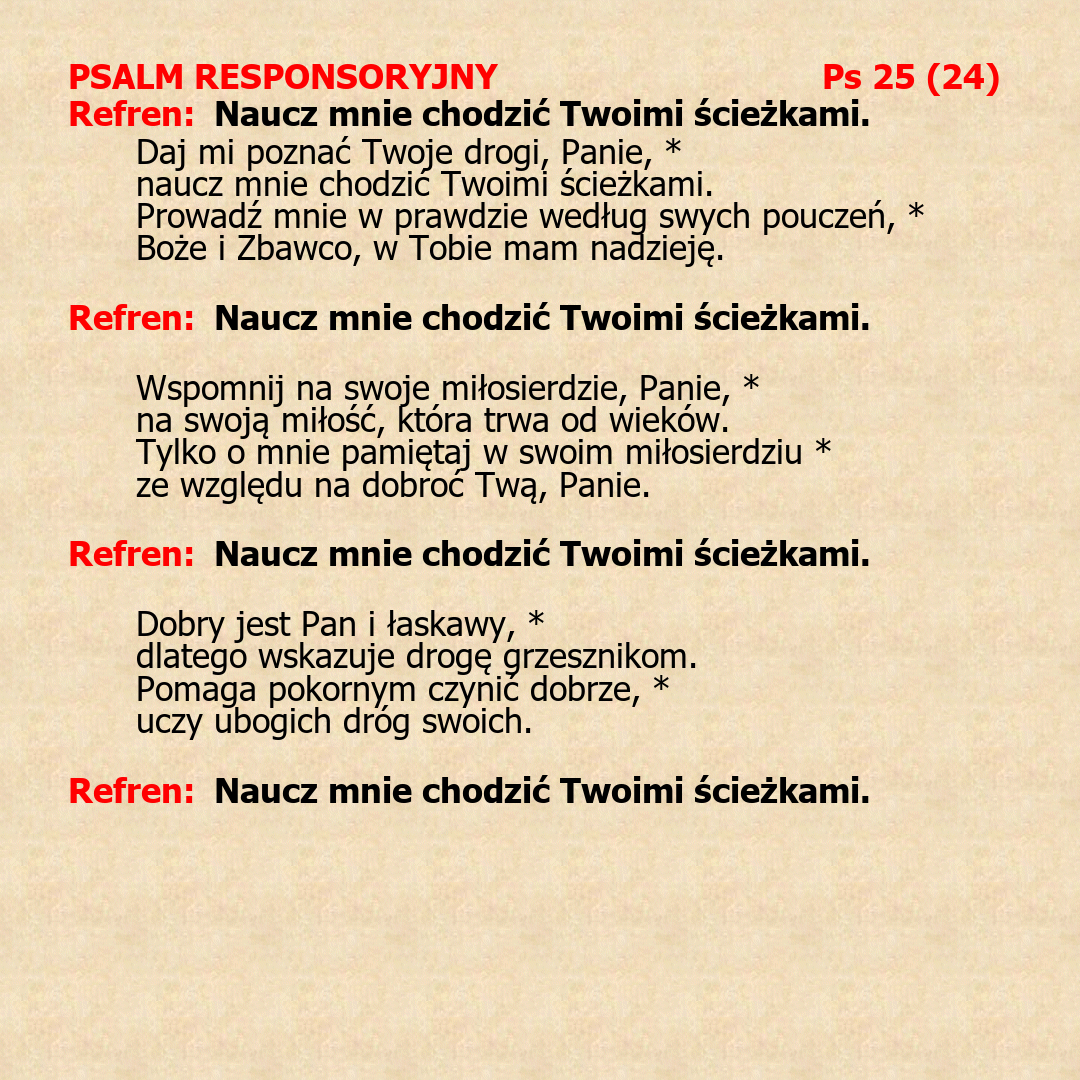 PSALM RESPONSORYJNY Ps 25 (24)
Refren: Naucz mnie chodzić Twoimi ścieżkami.
Daj mi poznać Twoje drogi, Panie, *
naucz mnie chodzić Twoimi ścieżkami.
Prowadź mnie w prawdzie według swych pouczeń, *
Boże i Zbawco, w Tobie mam nadzieję.
Refren: Naucz mnie chodzić Twoimi ścieżkami.
Wspomnij na swoje miłosierdzie, Panie, *
na swoją miłość, która trwa od wieków.
Tylko o mnie pamiętaj w swoim miłosierdziu *
ze względu na dobroć Twą, Panie.
Refren: Naucz mnie chodzić Twoimi ścieżkami.
Dobry jest Pan i łaskawy, *
dlatego wskazuje drogę grzesznikom.
Pomaga pokornym czynić dobrze, *
uczy ubogich dróg swoich.
Refren: Naucz mnie chodzić Twoimi ścieżkami.